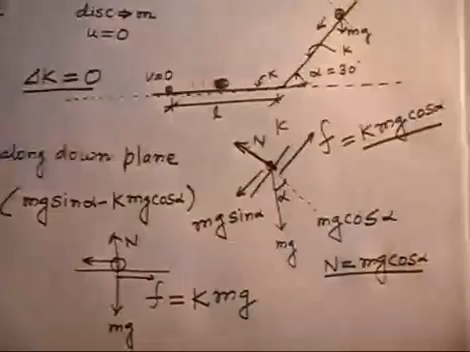 disc ⇒ m
u=0
α
mg
K
ΔK=0
v=0
K
α=30°
l
N
K
f=Kmgcosα
along down plane
(mgsinα-Kmgcosα)
mgsinα
α
mgcosα
mg
N=mgcosα
N
f=Kmg
mg